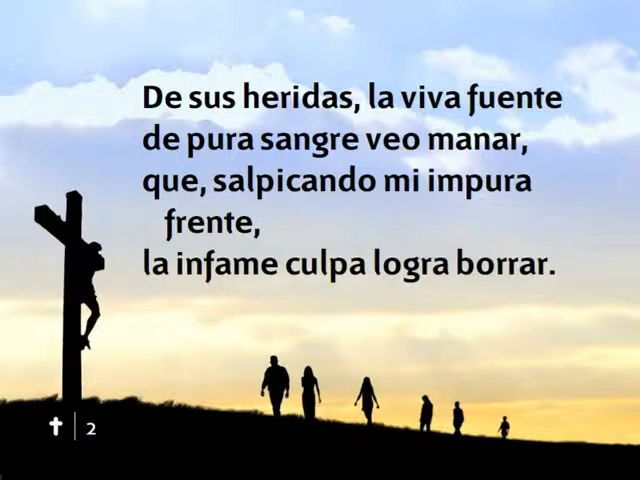 De sus heridas, la viva fuente
de pura sangre veo manar,
que, salpicando mi impura
frente,
la infame culpa logra borrar.
2